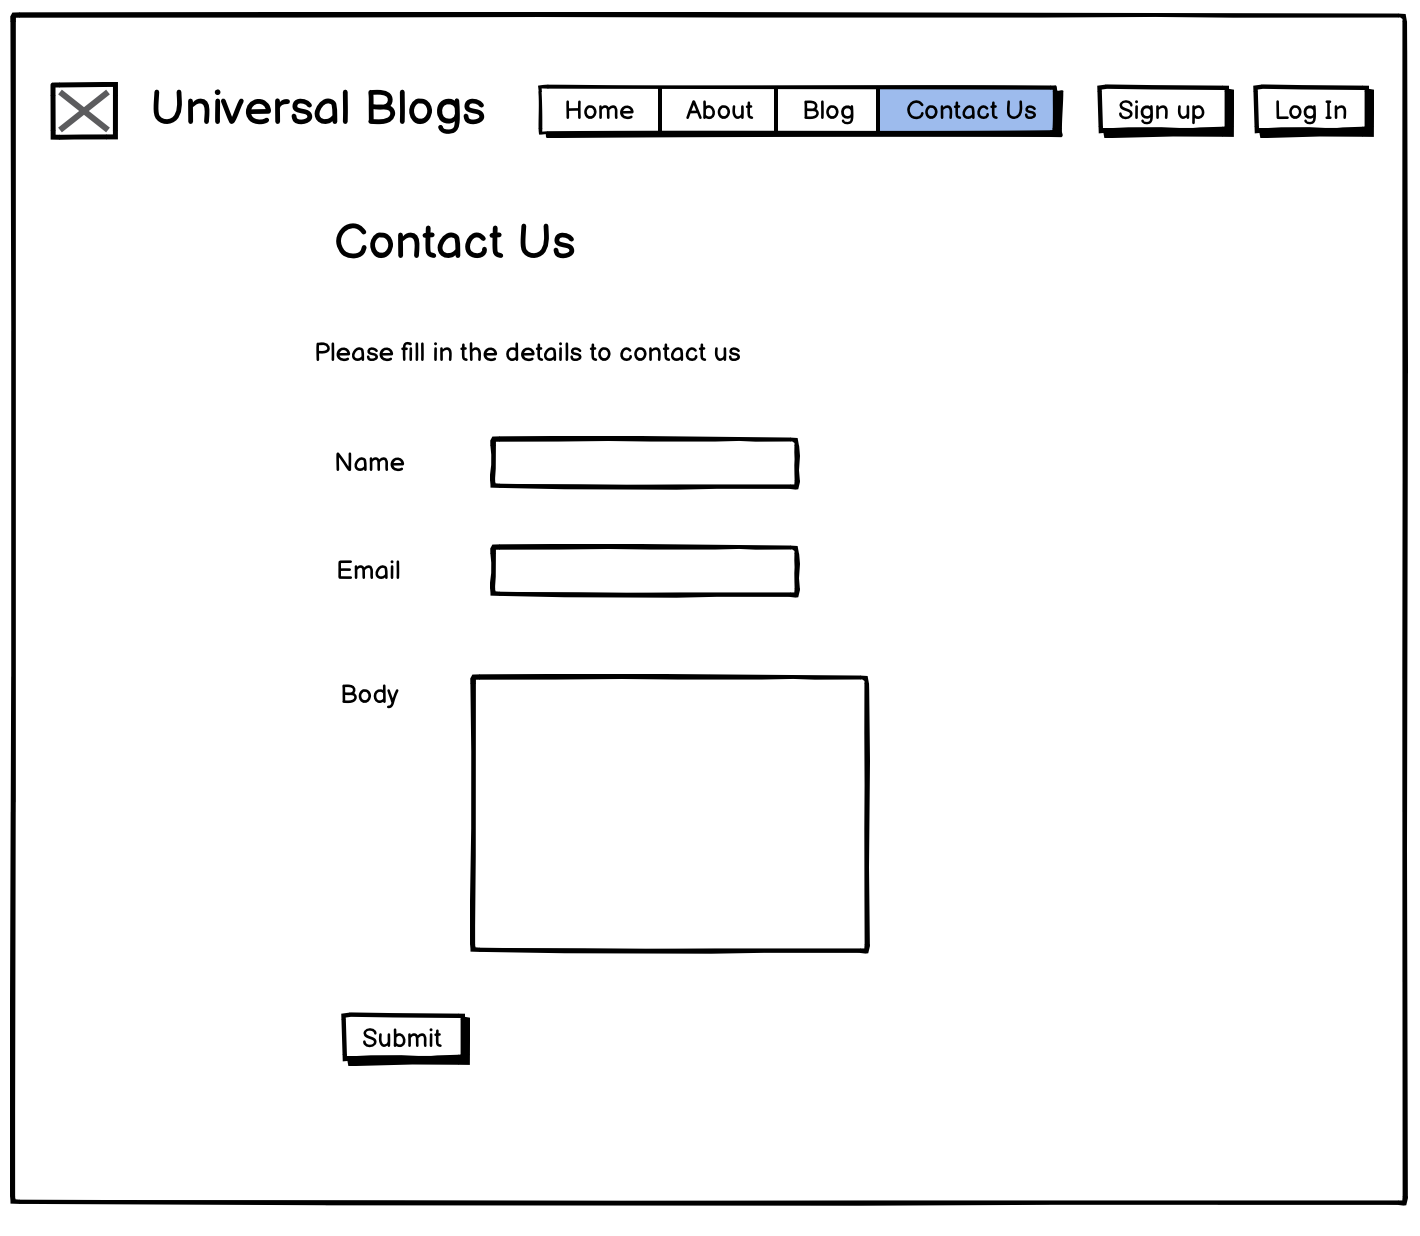 Universal Blogs
Home
About
Blog
Contact Us
Sign up
Log In
Contact Us
Please fill in the details to contact us
Name
Email
Body
Submit